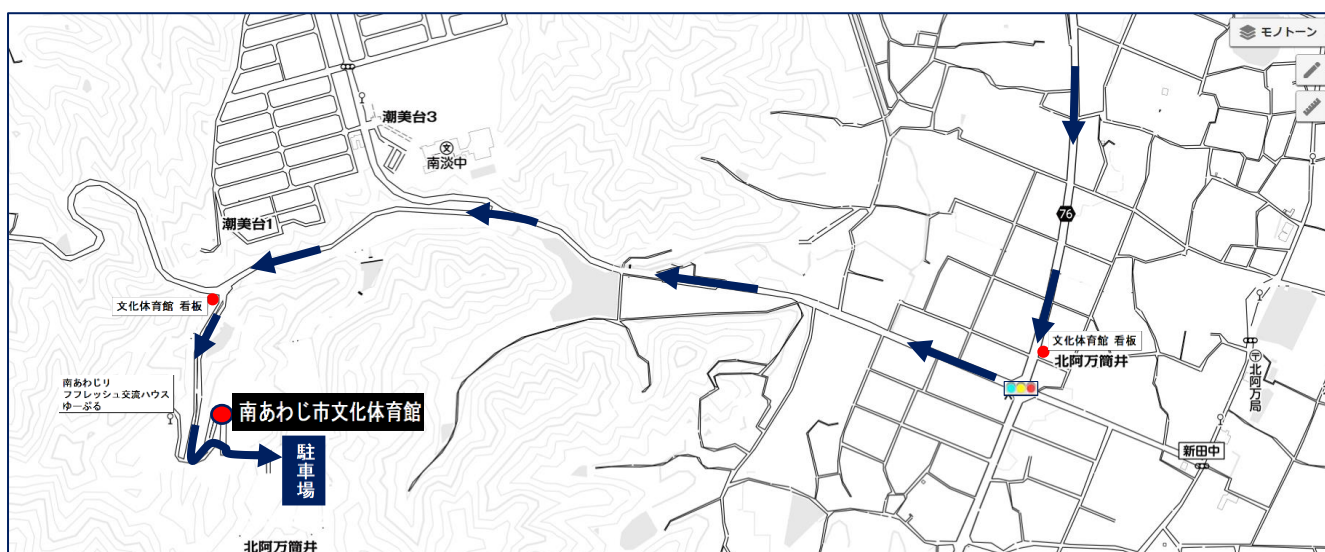 モノトーン
潮美台3
文
南淡中
76
潮美台1
文化体育館 看板
文化体育館 看板
北阿万筒井
北阿万局
南あわじリ
フフレッシュ交流ハウス
ゆーぷる
南あわじ市文化体育館
駐車場
新田中
北阿万筒井